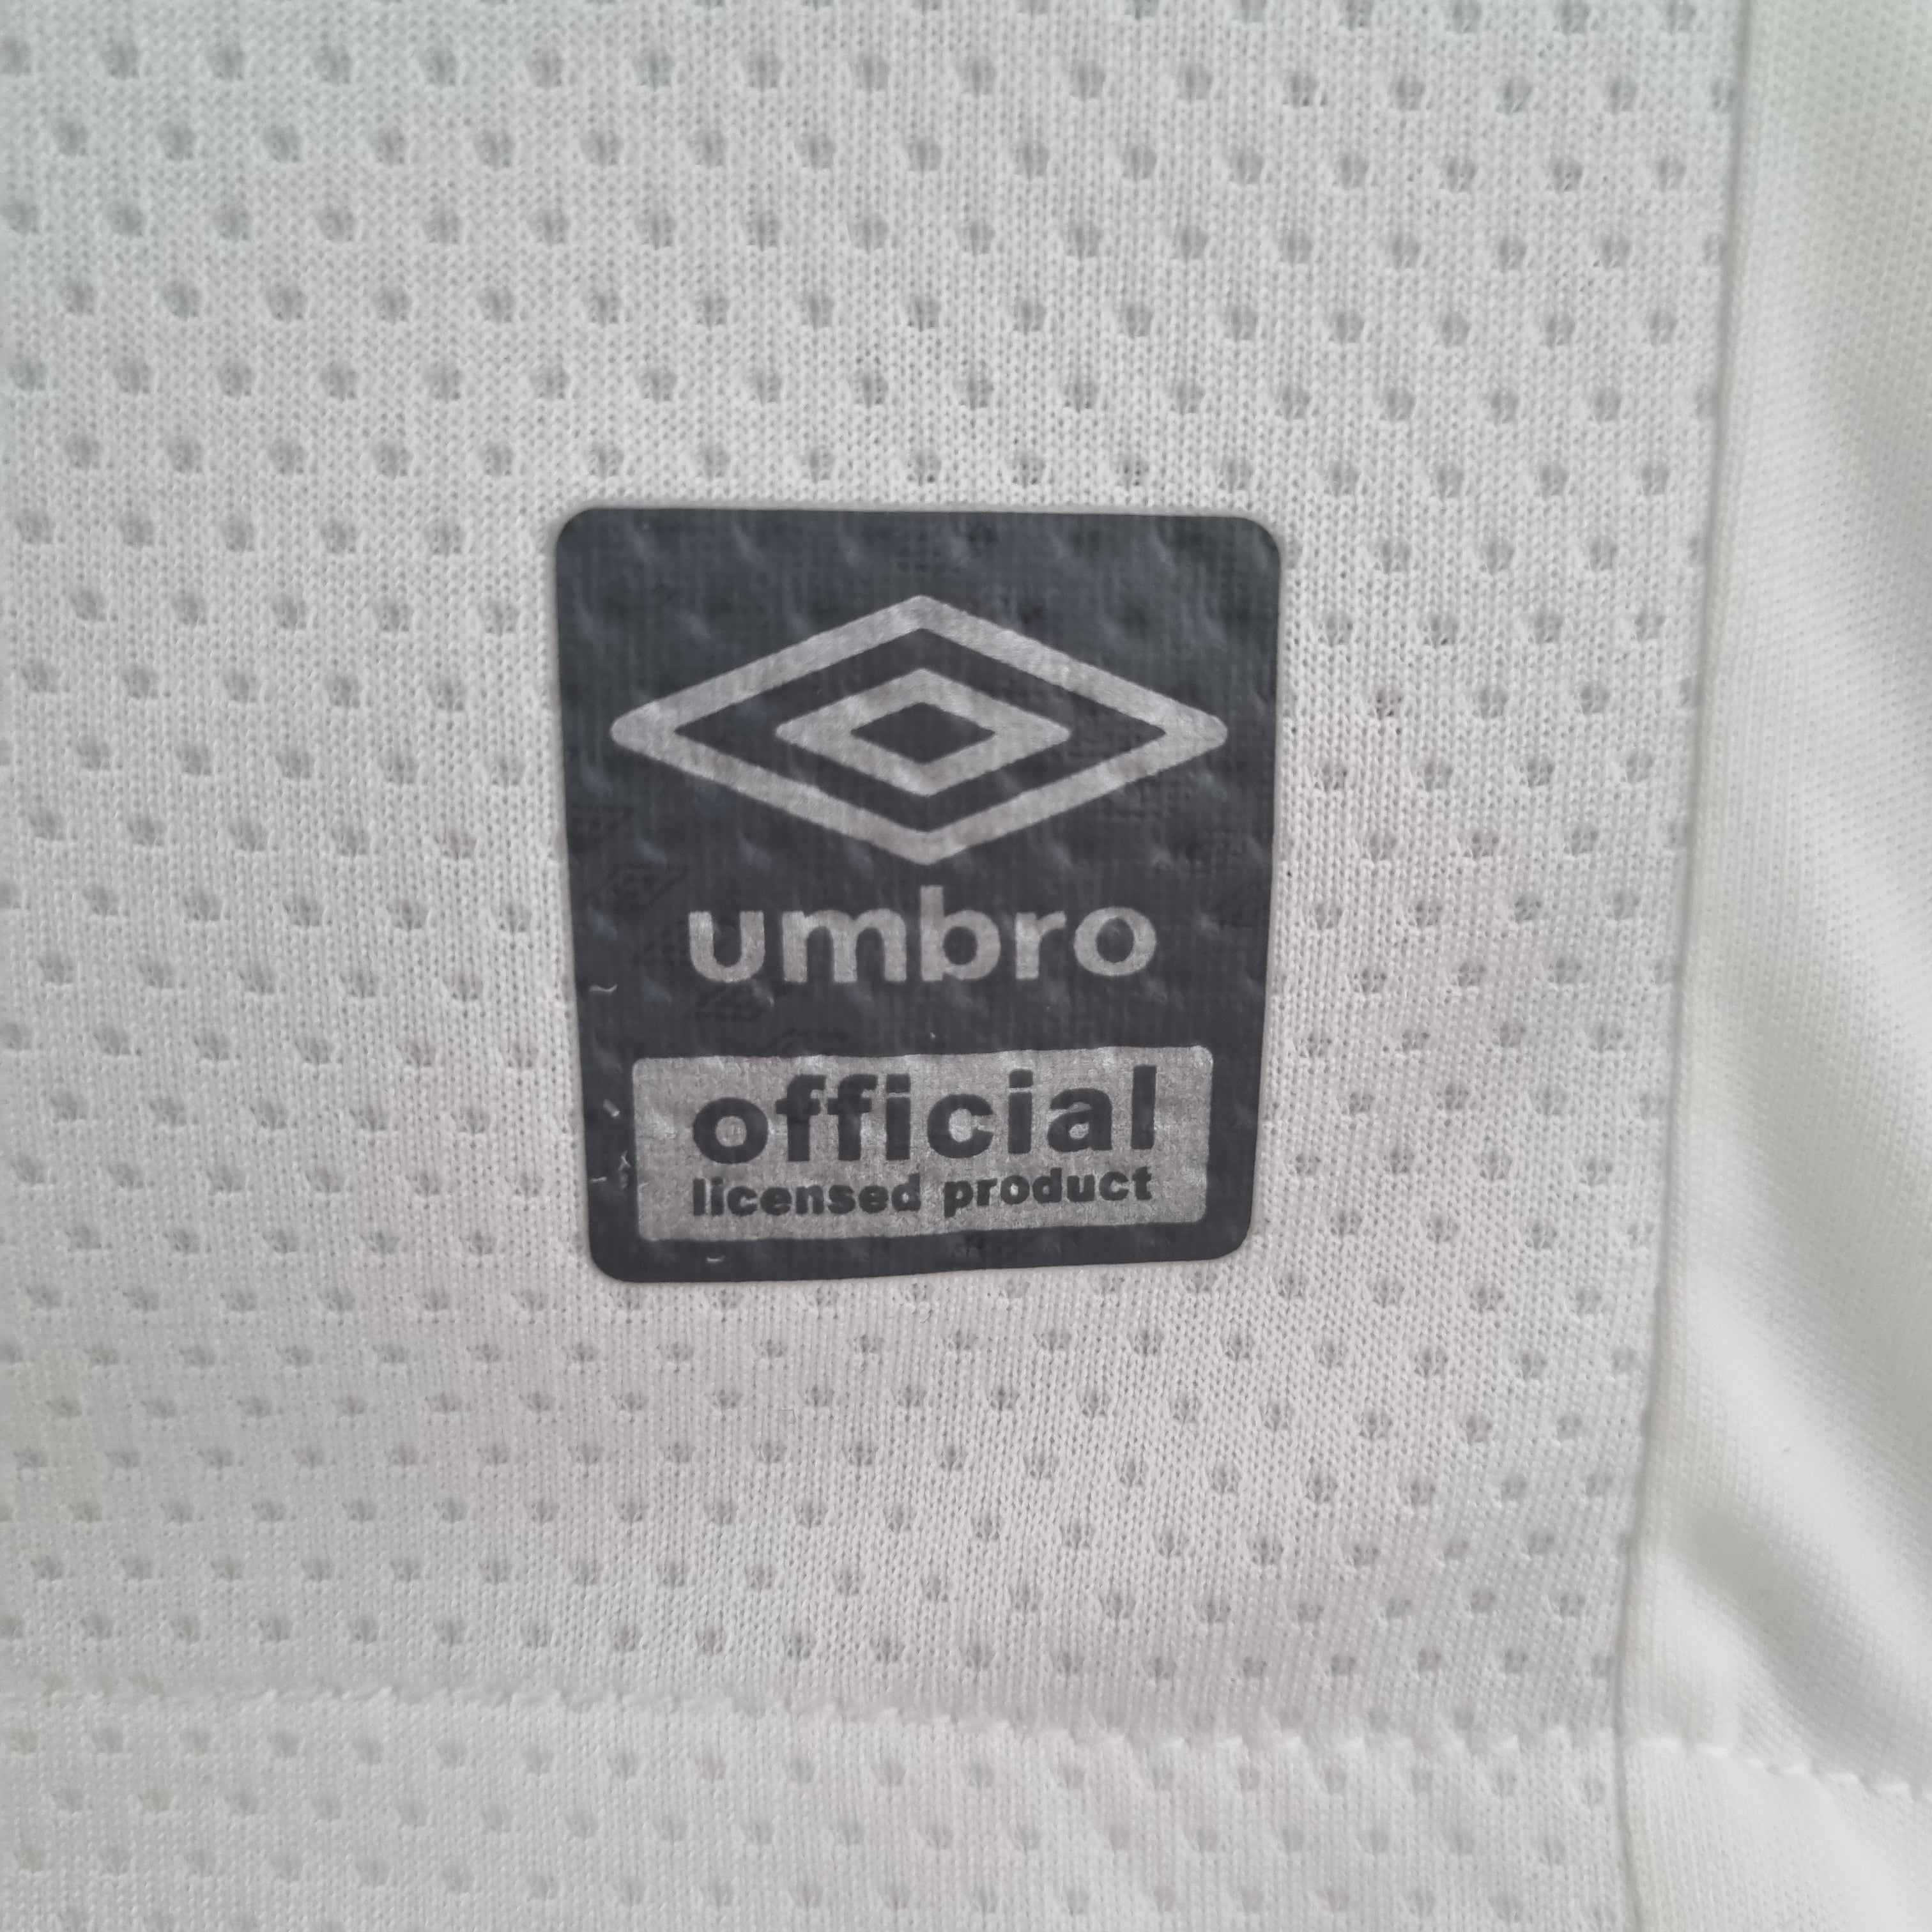 umbro
official
licensed product